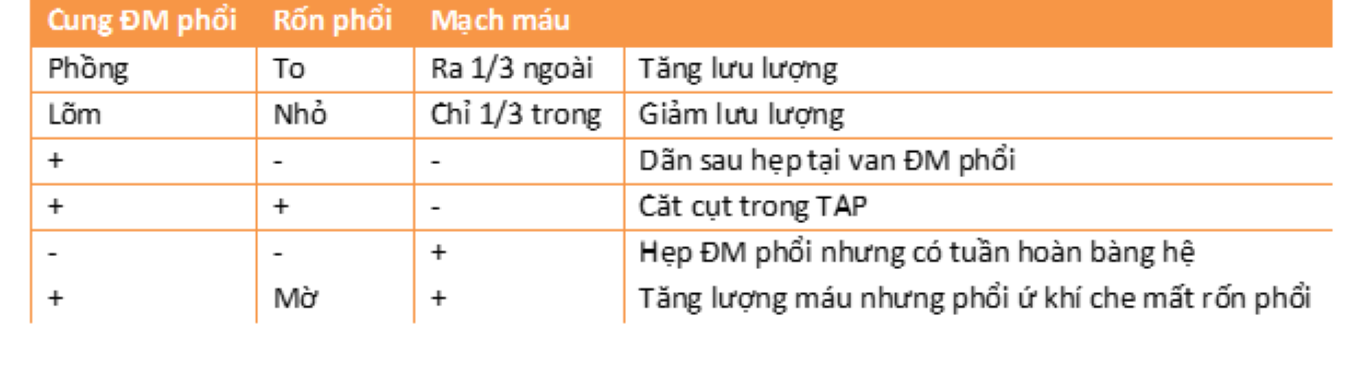 Cung ĐM phổi Rốn phổi Mạch máu
Phồng To Ra 1/3 ngoài Tăng lưu lượng
Lõm Nhỏ Chỉ 1/3 trong Giảm lưu lượng
+ - - Dãn sau hẹp tại van ĐM phổi
+ + - Căt cụt trong TAP
- - + Hẹp ĐM phổi nhưng có tuần hoàn bàng hệ
+ Mờ + Tăng lượng máu nhưng phổi ứ khí che mất rốn phổi